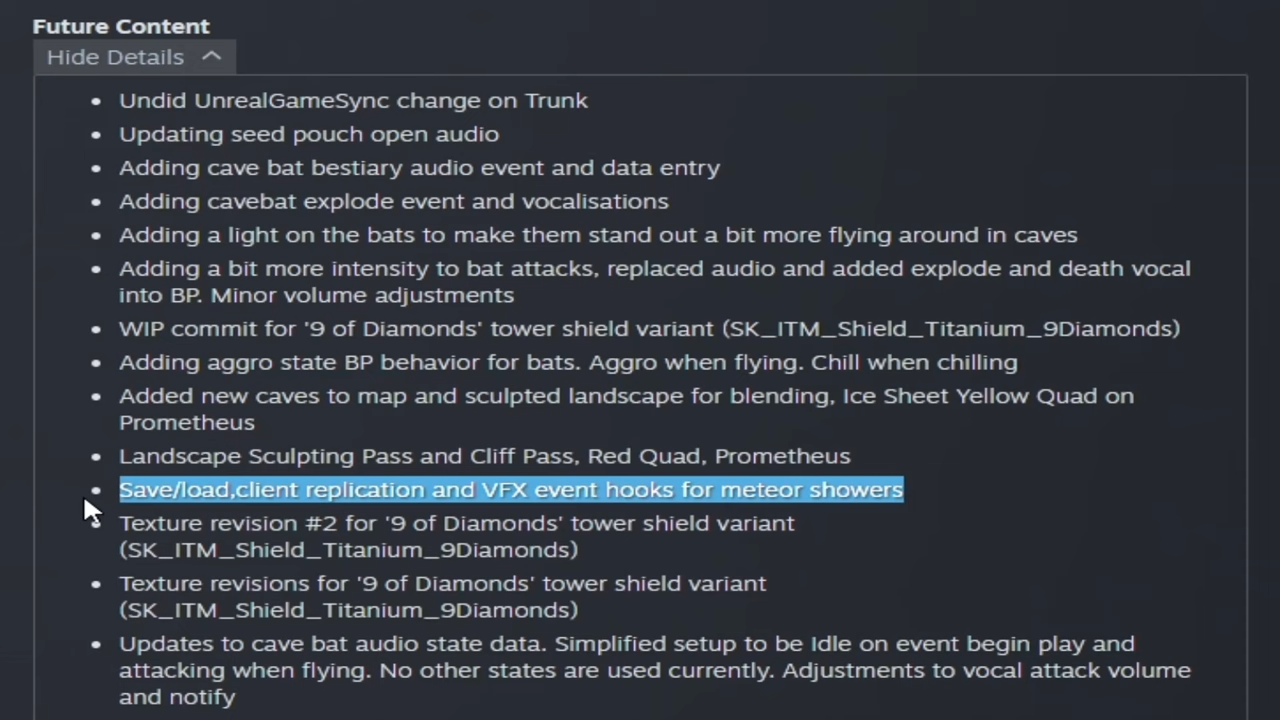 Future Content
Hide Details
Undid UnrealGameSync change on Trunk
Updating seed pouch open audio
Adding cave bat bestiary audio event and data entry
Adding cavebat explode event and vocalisations
Adding a light on the bats to make them stand out a bit more flying around in caves
Adding a bit more intensity to bat attacks, replaced audio and added explode and death vocal
into BP. Minor volume adjustments
WIP commit for '9 of Diamonds' tower shield variant (SK_ITM_Shield_Titanium_9Diamonds)
Adding aggro state BP behavior for bats. Aggro when flying. Chill when chilling
Added new caves to map and sculpted landscape for blending, Ice Sheet Yellow Quad on
Prometheus
Landscape Sculpting Pass and Cliff Pass, Red Quad, Prometheus
Save/load,client replication and VFX event hooks for meteor showers
Texture revision #2 for '9 of Diamonds' tower shield variant
(SK_ITM_Shield_Titanium_9Diamonds)
Texture revisions for '9 of Diamonds' tower shield variant
(SK_ITM_Shield_Titanium_9Diamonds)
Updates to cave bat audio state data. Simplified setup to be Idle on event begin play and
attacking when flying. No other states are used currently. Adjustments to vocal attack volume
and notify